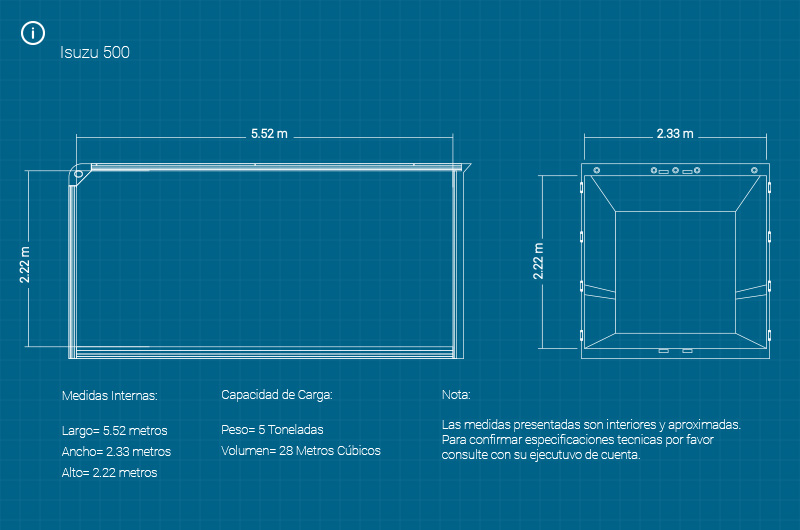 i
Isuzu 500
5.52 m
2.33 m
2.22 m
2.22 m
Medidas Internas:
Largo= 5.52 metros
Ancho= 2.33 metros
Alto= 2.22 metros
Capacidad de Carga:
Peso= 5 Toneladas
Volumen= 28 Metros Cúbicos
Nota:
Las medidas presentadas son interiores y aproximadas.
Para confirmar especificaciones tecnicas por favor
consulte con su ejecutuvo de cuenta.